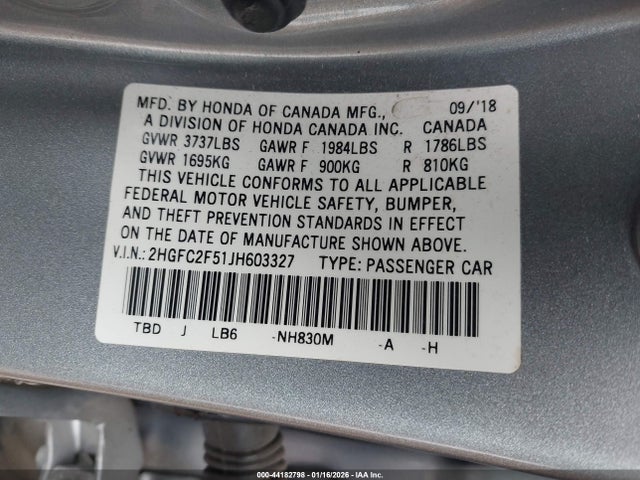 MFD. BY HONDA OF CANADA MFG., 09/'18
A DIVISION OF HONDA CANADA INC. CANADA
GVWR 3737LBS GAWR F 1984LBS R 1786LBS
GVWR 1695KG GAWR F 900KG R 810KG
THIS VEHICLE CONFORMS TO ALL APPLICABLE
FEDERAL MOTOR VEHICLE SAFETY, BUMPER,
AND THEFT PREVENTION STANDARDS IN EFFECT
ON THE DATE OF MANUFACTURE SHOWN ABOVE.
V.I.N.: 2HGFC2F51JH603327 TYPE: PASSENGER CAR
TBD J LB6 -NH830M -A -H
000-44182798 - 01/16/2026 - IAA Inc.